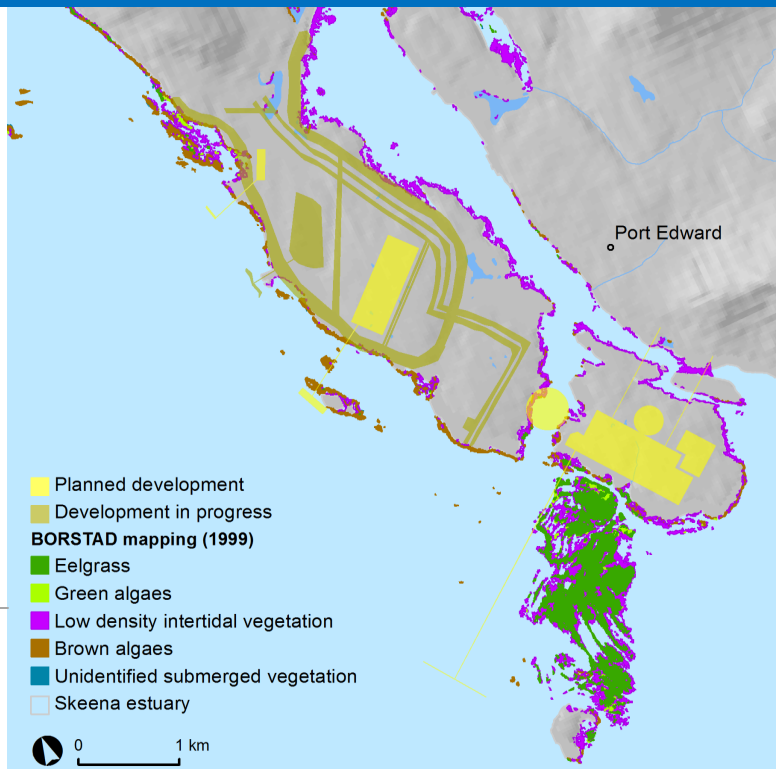 Port Edward
Planned development
Development in progress
BORSTAD mapping (1999)
Eelgrass
Green algaes
Low density intertidal vegetation
Brown algaes
Unidentified submerged vegetation
Skeena estuary
0 1 km